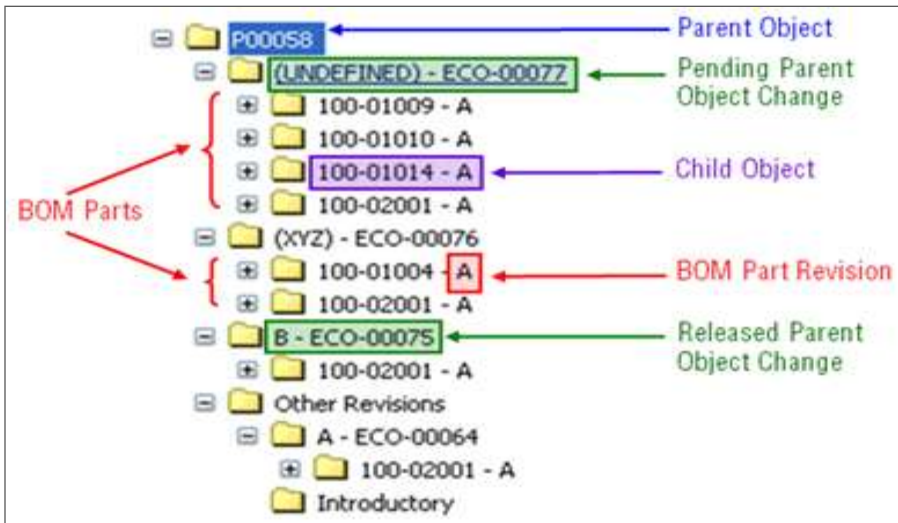 P00058
Parent Object
(UNDEFINED) - ECO-00077
Pending Parent
Object Change
100-01009 - A
100-01010 - A
100-01014 - A
Child Object
100-02001 - A
BOM Parts
(XYZ) - ECO-00076
100-01004 - A
BOM Part Revision
100-02001 - A
B - ECO-00075
Released Parent
Object Change
100-02001 - A
Other Revisions
A - ECO-00064
100-02001 - A
Introductory